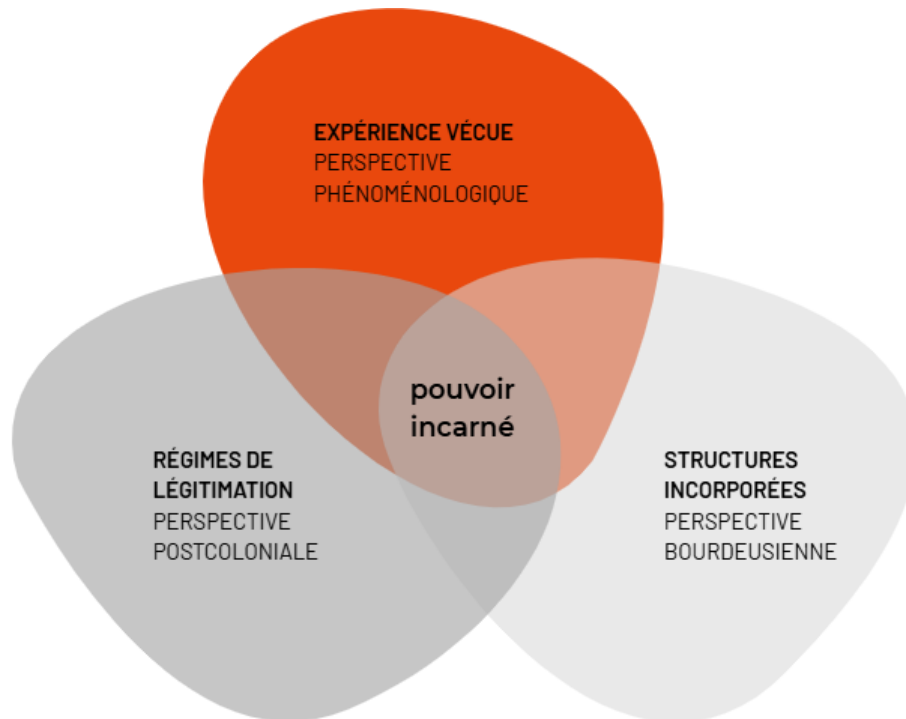 EXPÉRIENCE VÉCUE
PERSPECTIVE
PHÉNOMÉNOLOGIQUE
pouvoir
incarné
RÉGIMES DE
LÉGITIMATION
PERSPECTIVE
POSTCOLONIALE
STRUCTURES
INCORPORÉES
PERSPECTIVE
BOURDEUSIENNE